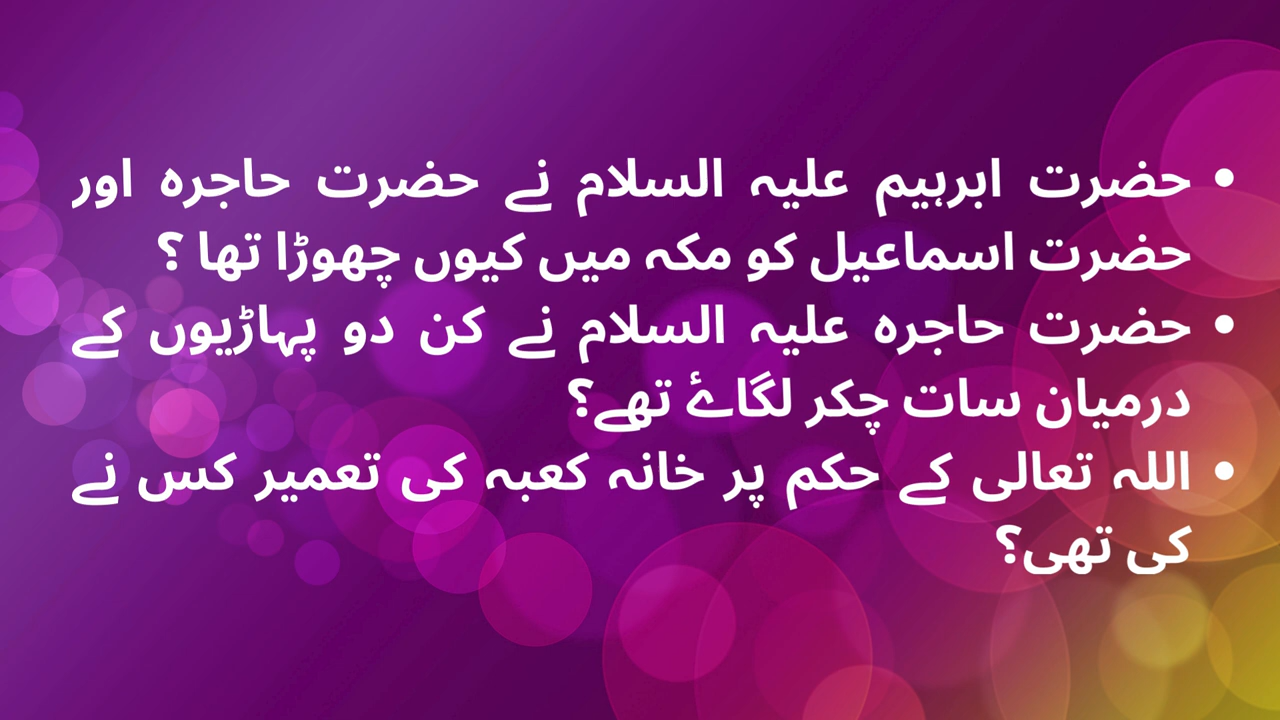 • حضرت ابرہیم علیہ السلام نے حضرت حاجرہ اور
حضرت اسماعیل کو مکہ میں کیوں چھوڑا تھا ؟
• حضرت حاجرہ علیہ السلام نے کن دو پہاڑیوں کے
درمیان سات چکر لگاۓ تھے؟
• اللہ تعالی کے حکم پر خانہ کعبہ کی تعمیر کس نے
کی تھی؟